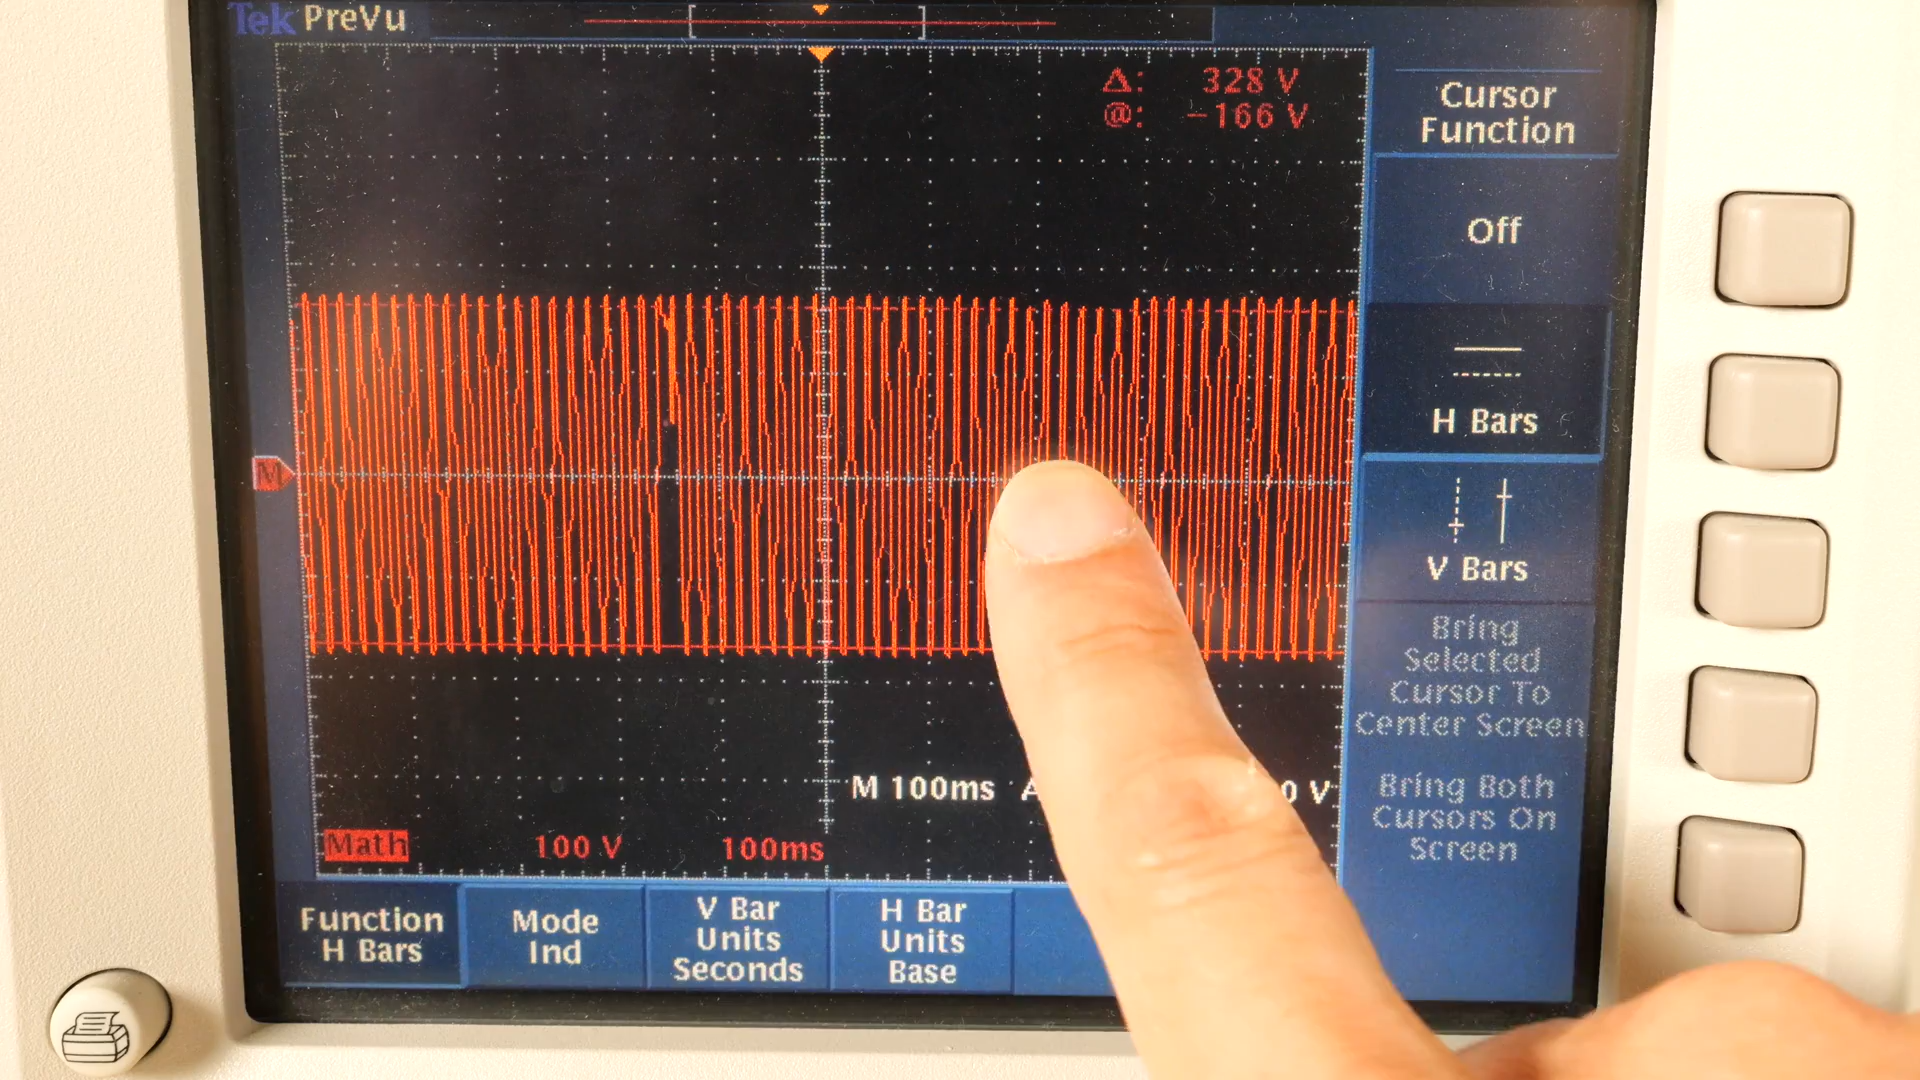 Tek PreVu
Δ: 328 V
@: −166 V
Cursor
Function
Off
H Bars
V Bars
Bring
Selected
Cursor To
Center Screen
Bring Both
Cursors On
Screen
M
M 100ms 0 V
Math 100 V 100ms
Function
H Bars
Mode
Ind
V Bar
Units
Seconds
H Bar
Units
Base